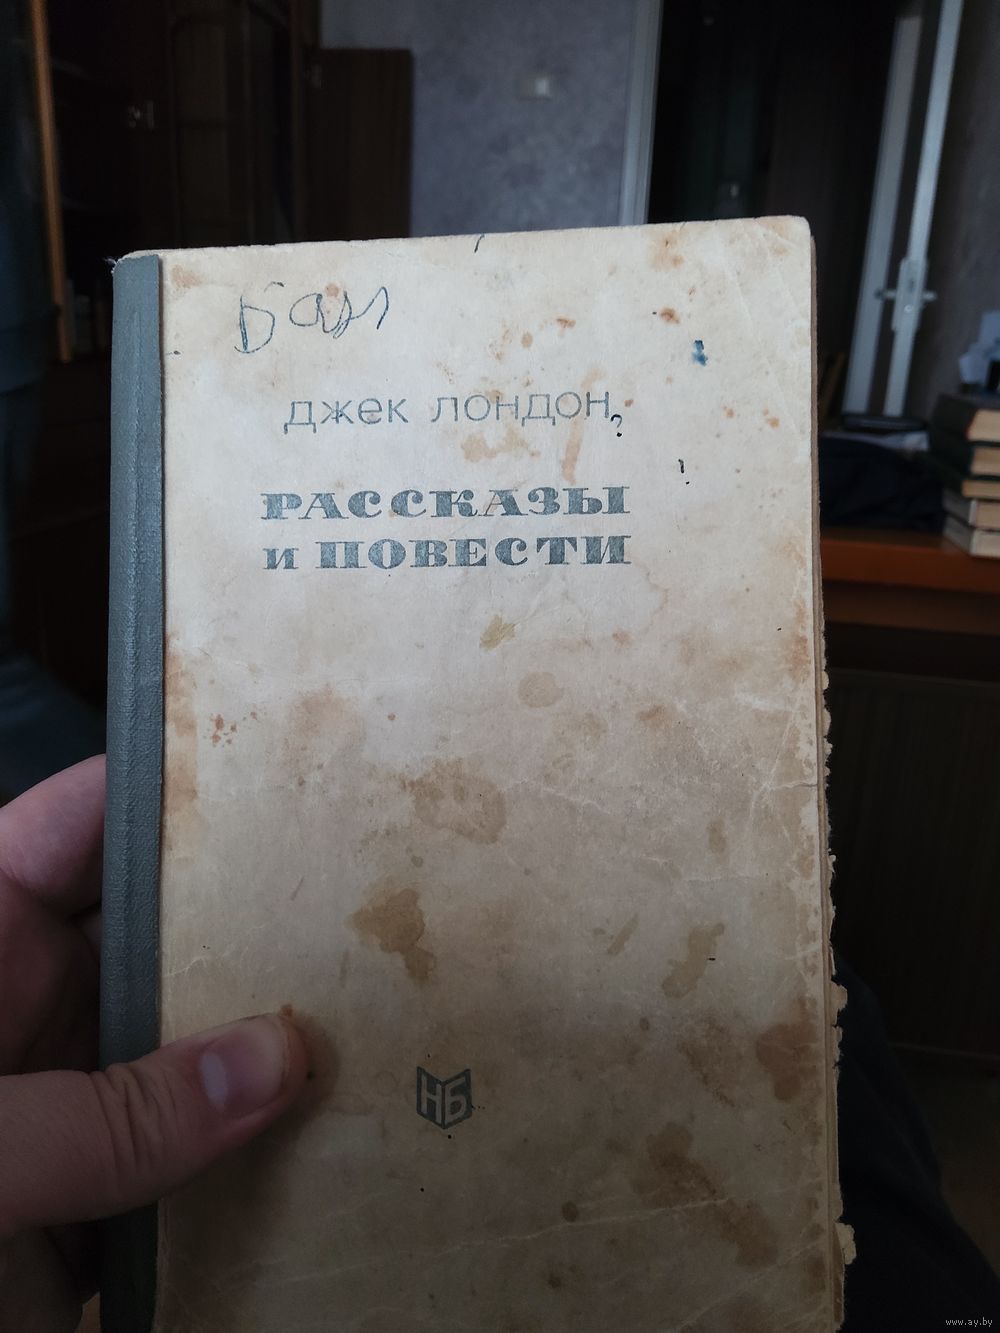 Джек Лондон
Рассказы
и повести
НБ
www.ay.by